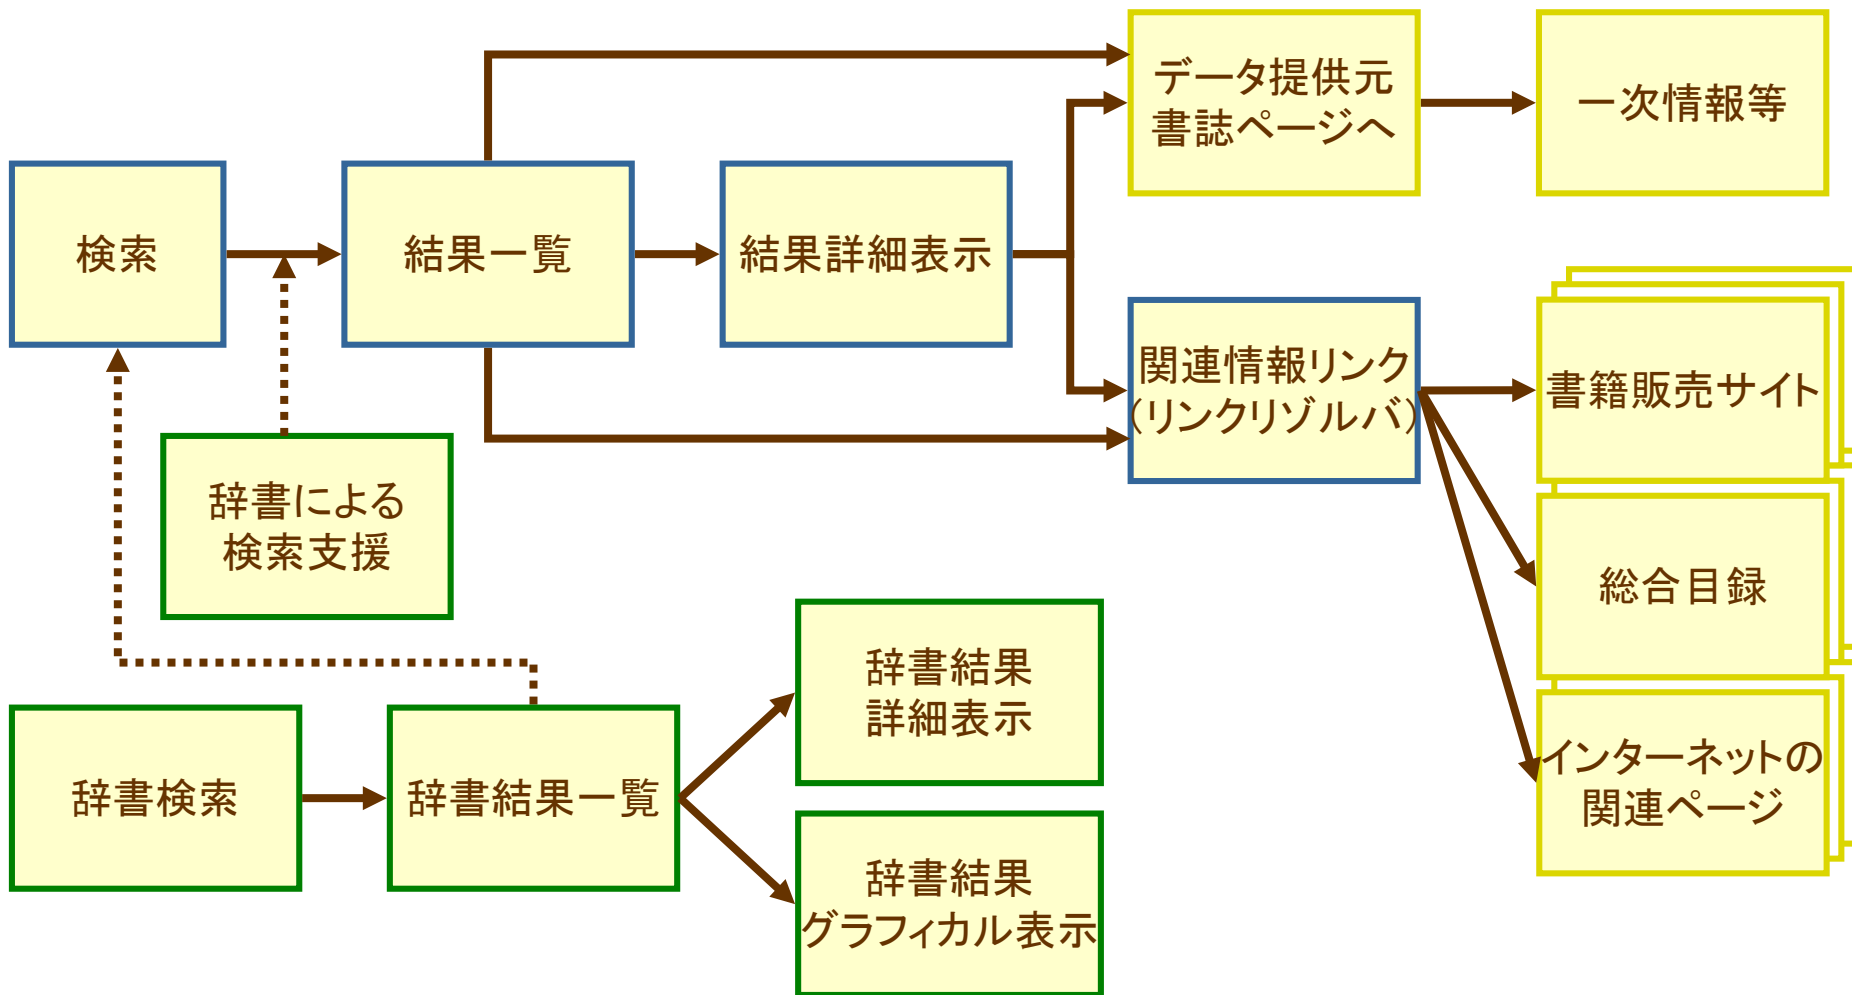 データ提供元
書誌ページへ
一次情報等
検索
結果一覧
結果詳細表示
関連情報リンク
(リンクリゾルバ)
書籍販売サイト
辞書による
検索支援
総合目録
辞書結果
詳細表示
インターネットの
関連ページ
辞書検索
辞書結果一覧
辞書結果
グラフィカル表示